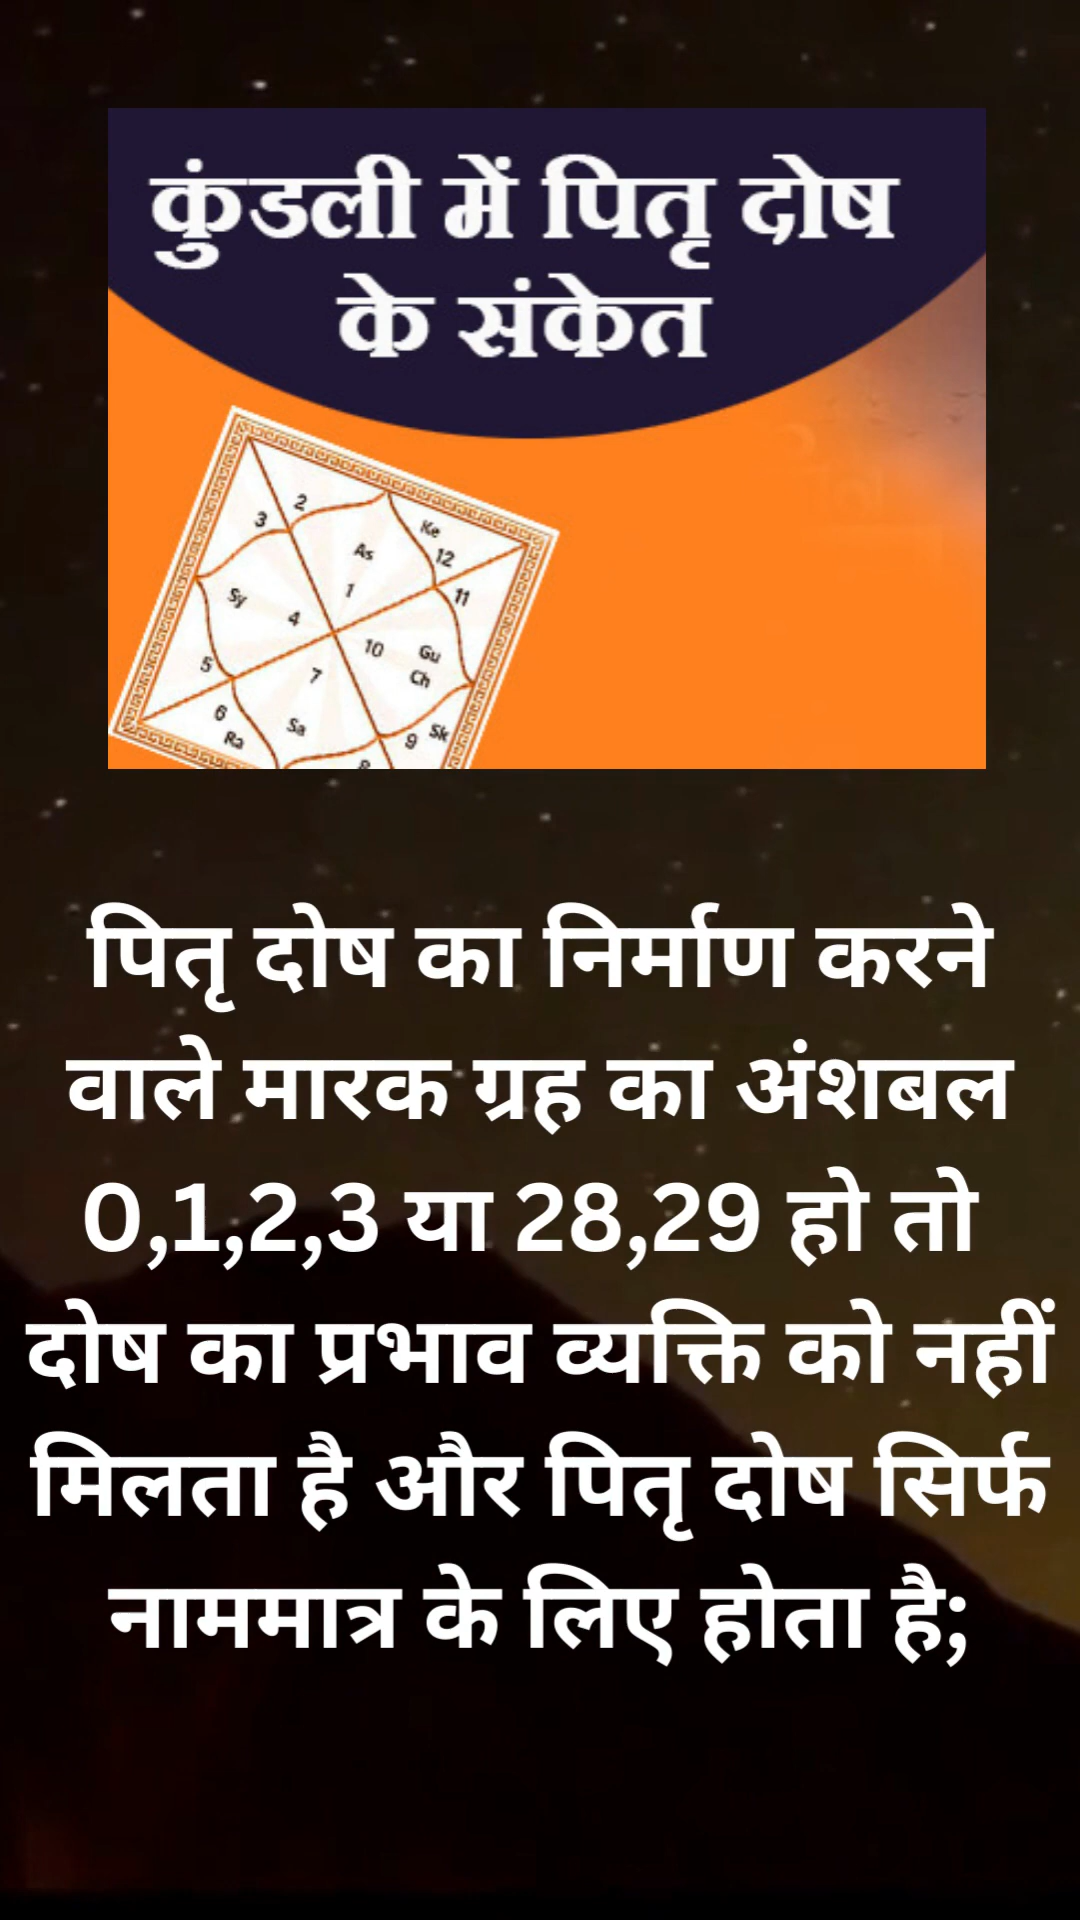 कुंडली में पितृ दोष
के संकेत
2
3
Ke
12
As
11
Sy
1
4
10
Gu
Ch
5
7
6
Sa
Sk
9
Ra
8
पितृ दोष का निर्माण करने
वाले मारक ग्रह का अंशबल
0,1,2,3 या 28,29 हो तो
दोष का प्रभाव व्यक्ति को नहीं
मिलता है और पितृ दोष सिर्फ
नाममात्र के लिए होता है;